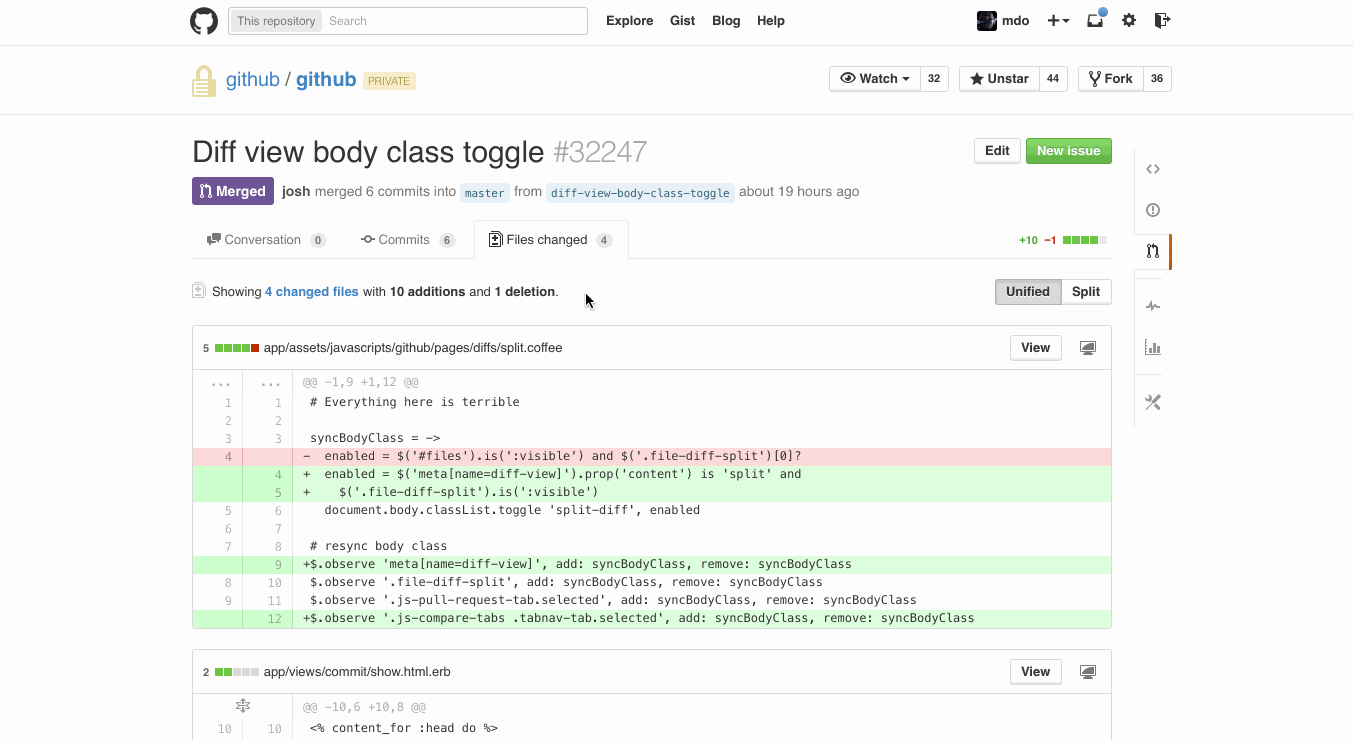 This repository Search Explore Gist Blog Help mdo
github / github PRIVATE Watch 32 Unstar 44 Fork 36
Diff view body class toggle #32247 Edit New issue
Merged josh merged 6 commits into master from diff-view-body-class-toggle about 19 hours ago
Conversation 0 Commits 6 Files changed 4 +10 −1
Showing 4 changed files with 10 additions and 1 deletion. Unified Split
5 app/assets/javascripts/github/pages/diffs/split.coffee View
... ... @@ -1,9 +1,12 @@
1 1 # Everything here is terrible
2 2
3 3 syncBodyClass = ->
4 - enabled = $('#files').is(':visible') and $('.file-diff-split')[0]?
4 + enabled = $('meta[name=diff-view]').prop('content') is 'split' and
5 + $('.file-diff-split').is(':visible')
5 6 document.body.classList.toggle 'split-diff', enabled
6 7
7 8 # resync body class
9 +$.observe 'meta[name=diff-view]', add: syncBodyClass, remove: syncBodyClass
8 10 $.observe '.file-diff-split', add: syncBodyClass, remove: syncBodyClass
9 11 $.observe '.js-pull-request-tab.selected', add: syncBodyClass, remove: syncBodyClass
12 +$.observe '.js-compare-tabs .tabnav-tab.selected', add: syncBodyClass, remove: syncBodyClass
2 app/views/commit/show.html.erb View
@@ -10,6 +10,8 @@
10 10 <% content_for :head do %>